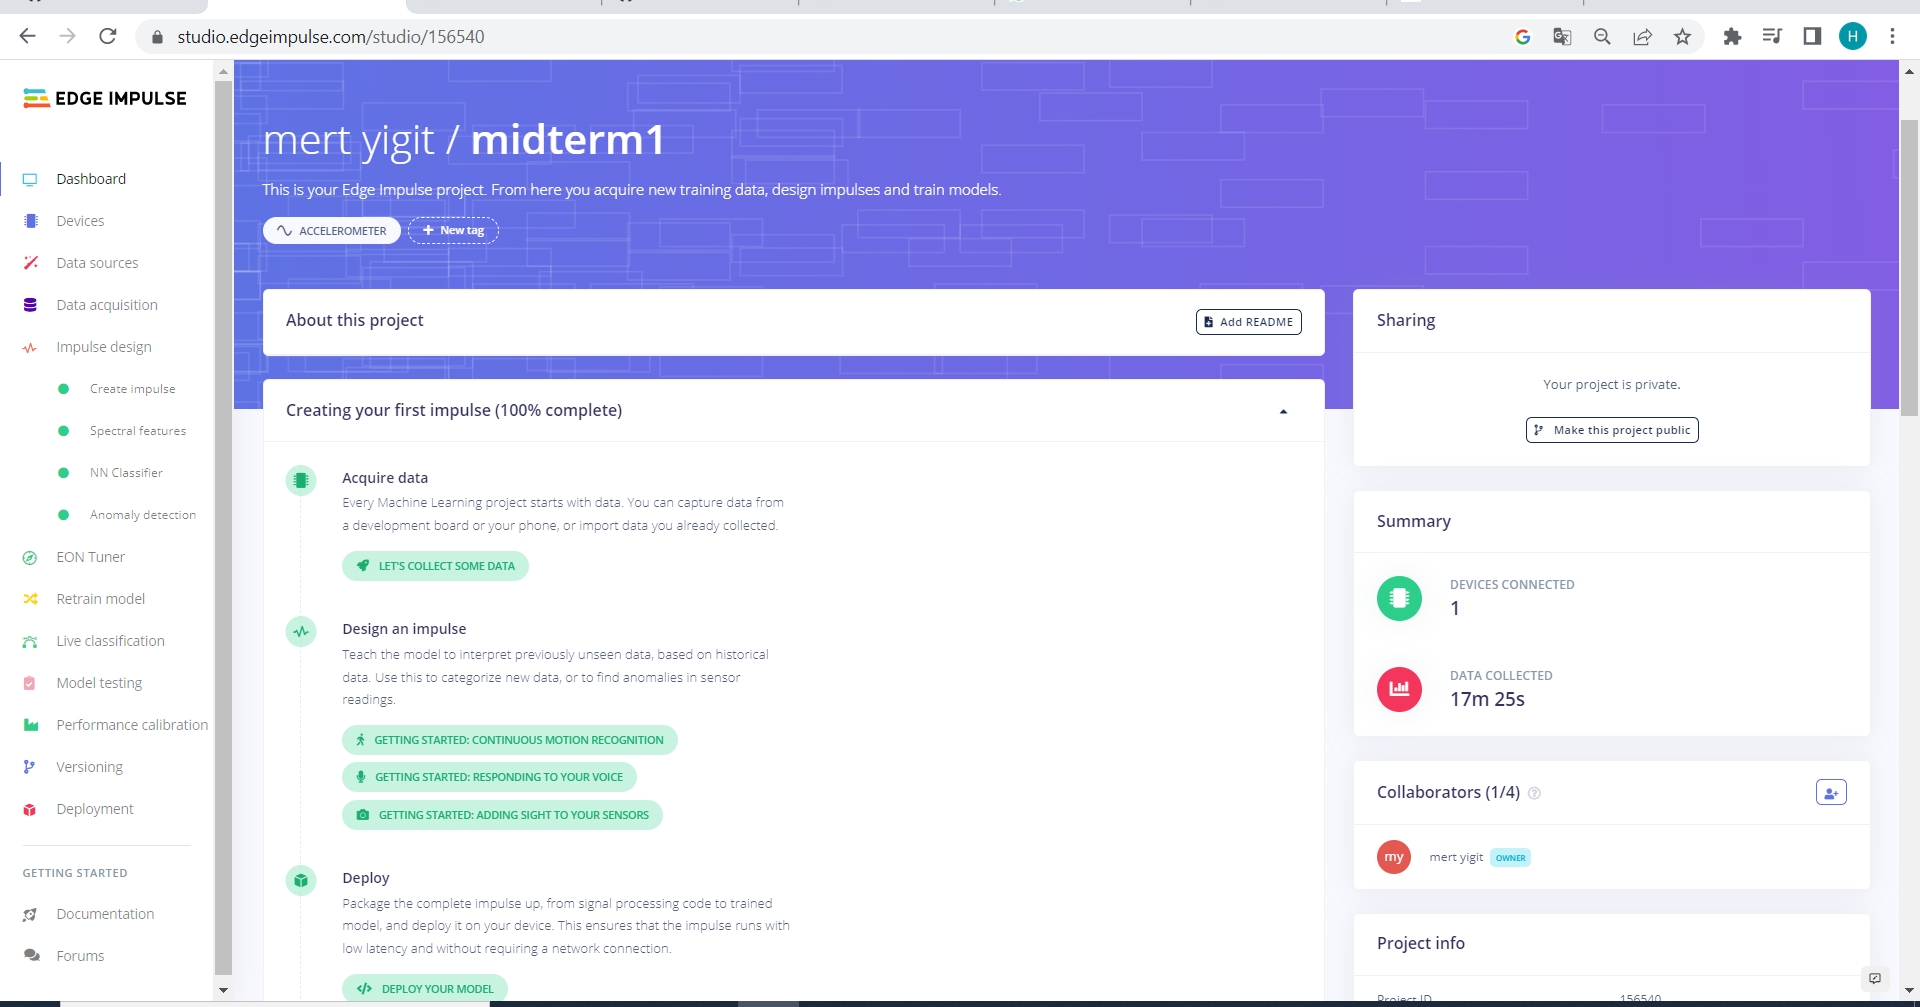 studio.edgeimpulse.com/studio/156540
H
EDGE IMPULSE
Dashboard
Devices
Data sources
Data acquisition
Impulse design
Create impulse
Spectral features
NN Classifier
Anomaly detection
EON Tuner
Retrain model
Live classification
Model testing
Performance calibration
Versioning
Deployment
GETTING STARTED
Documentation
Forums
mert yigit / midterm1
This is your Edge Impulse project. From here you acquire new training data, design impulses and train models.
ACCELEROMETER
+ New tag
About this project
Add README
Creating your first impulse (100% complete)
Acquire data
Every Machine Learning project starts with data. You can capture data from
a development board or your phone, or import data you already collected.
LET'S COLLECT SOME DATA
Design an impulse
Teach the model to interpret previously unseen data, based on historical
data. Use this to categorize new data, or to find anomalies in sensor
readings.
GETTING STARTED: CONTINUOUS MOTION RECOGNITION
GETTING STARTED: RESPONDING TO YOUR VOICE
GETTING STARTED: ADDING SIGHT TO YOUR SENSORS
Deploy
Package the complete impulse up, from signal processing code to trained
model, and deploy it on your device. This ensures that the impulse runs with
low latency and without requiring a network connection.
DEPLOY YOUR MODEL
Sharing
Your project is private.
Make this project public
Summary
DEVICES CONNECTED
1
DATA COLLECTED
17m 25s
Collaborators (1/4)
my
mert yigit OWNER
Project info
Project ID 156540